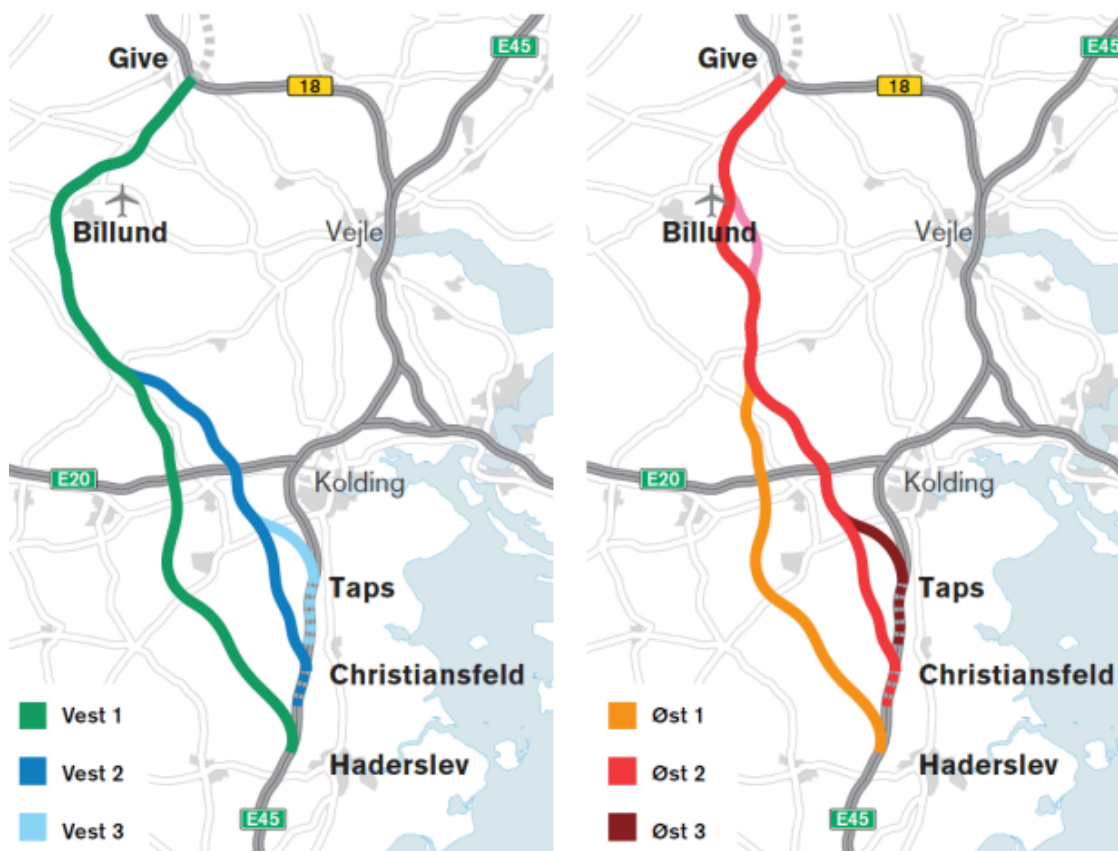 Give
E45
18
Billund
Vejle
E20
Kolding
Taps
Christiansfeld
Haderslev
E45
Vest 1
Vest 2
Vest 3
Give
E45
18
Billund
Vejle
E20
Kolding
Taps
Christiansfeld
Haderslev
E45
Øst 1
Øst 2
Øst 3